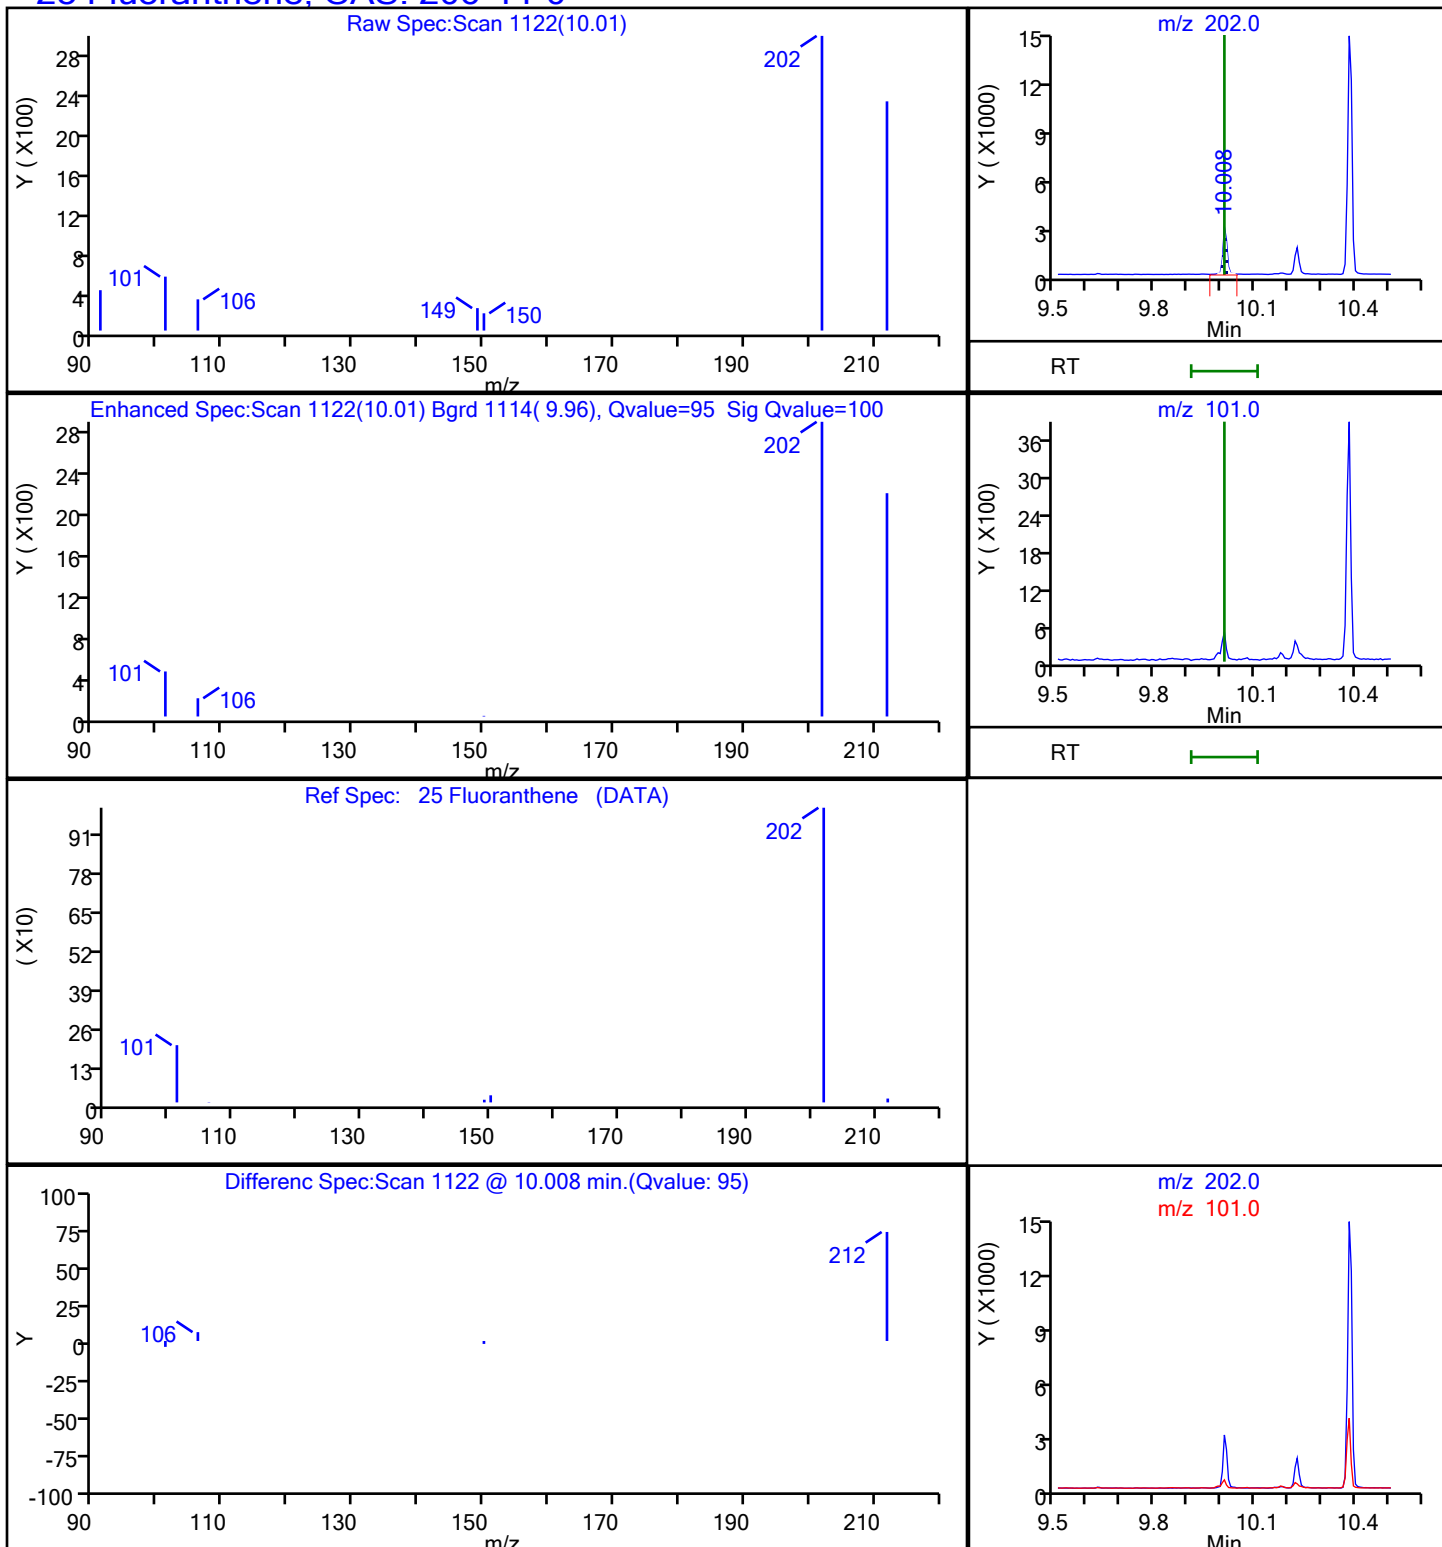 Raw Spec:Scan 1122(10.01)
Y ( X100)
28
24
20
16
12
8
4
0
202
101
106
149
150
90 110 130 150 170 190 210
m/z
m/z 202.0
Y ( X1000)
15
12
9
6
3
0
10.008
9.5 9.8 10.1 10.4
Min
RT
Enhanced Spec:Scan 1122(10.01) Bgrd 1114( 9.96), Qvalue=95 Sig Qvalue=100
Y ( X100)
28
24
20
16
12
8
4
0
202
101
106
90 110 130 150 170 190 210
m/z
m/z 101.0
Y ( X100)
36
30
24
18
12
6
0
9.5 9.8 10.1 10.4
Min
RT
Ref Spec: 25 Fluoranthene (DATA)
( X10)
91
78
65
52
39
26
13
0
202
101
90 110 130 150 170 190 210
Differenc Spec:Scan 1122 @ 10.008 min.(Qvalue: 95)
Y
100
75
50
25
0
-25
-50
-75
-100
212
106
90 110 130 150 170 190 210
m/z
m/z 202.0
m/z 101.0
Y ( X1000)
15
12
9
6
3
0
9.5 9.8 10.1 10.4
Min